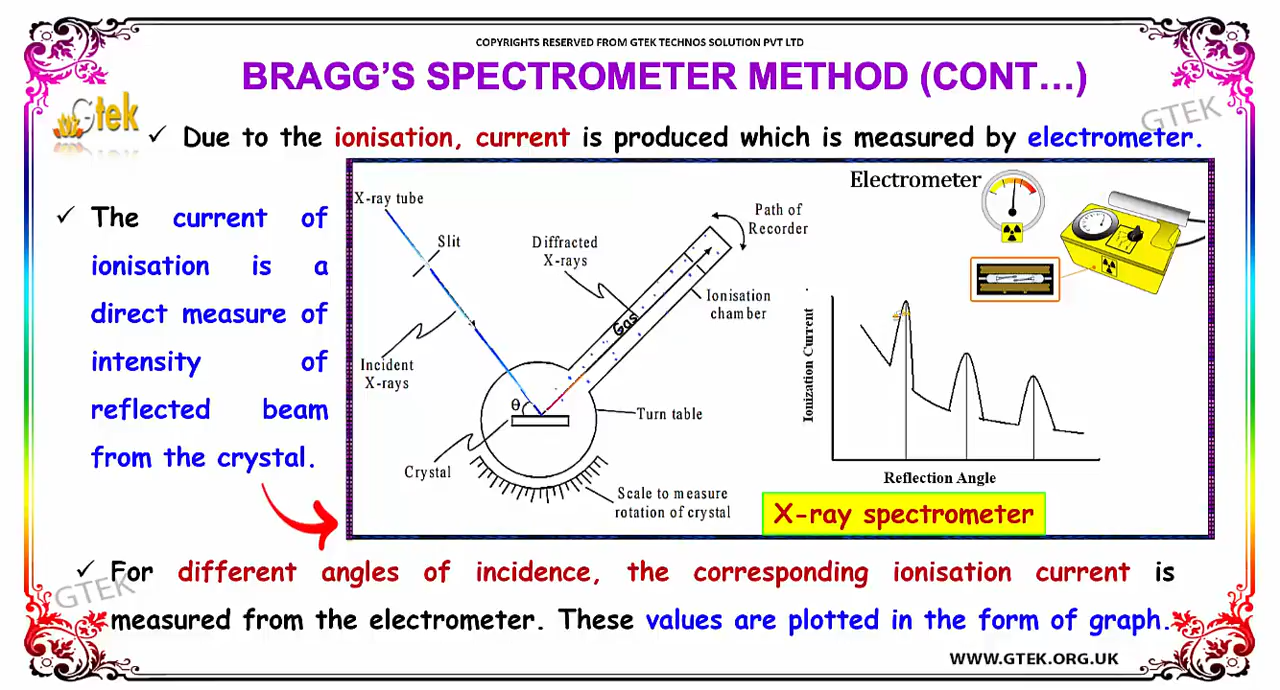 COPYRIGHTS RESERVED FROM GTEK TECHNOS SOLUTION PVT LTD
BRAGG'S SPECTROMETER METHOD (CONT...)
Gtek
GTEK
✓ Due to the ionisation, current is produced which is measured by electrometer.
✓ The current of
ionisation is a
direct measure of
intensity of
reflected beam
from the crystal.
X-ray tube
Slit
Diffracted
X-rays
Path of
Recorder
Ionisation
chamber
Gas
Incident
X-rays
θ
Turn table
Crystal
Scale to measure
rotation of crystal
Electrometer
Ionization Current
Reflection Angle
X-ray spectrometer
✓ For different angles of incidence, the corresponding ionisation current is
measured from the electrometer. These values are plotted in the form of graph.
GTEK
WWW.GTEK.ORG.UK